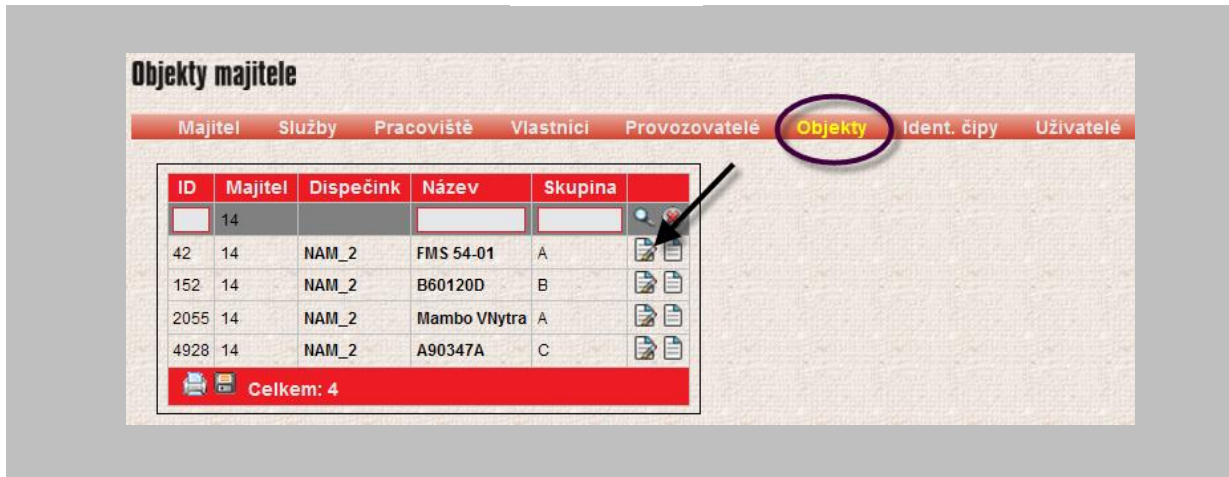 Objekty majitele
Majitel Služby Pracoviště Vlastníci Provozovatelé Objekty Ident. čipy Uživatelé
ID Majitel Dispečink Název Skupina
14
42 14 NAM_2 FMS 54-01 A
152 14 NAM_2 B60120D B
2055 14 NAM_2 Mambo VNytra A
4928 14 NAM_2 A90347A C
Celkem: 4